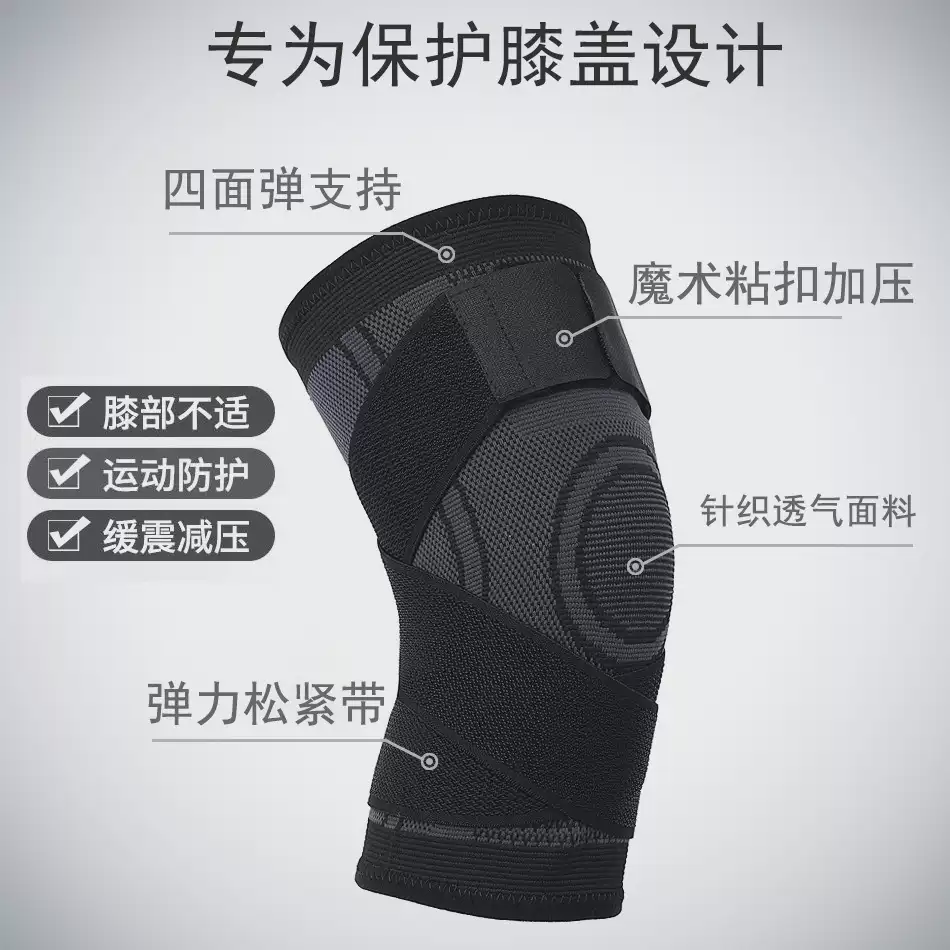 专为保护膝盖设计
四面弹支持
魔术粘扣加压
膝部不适
运动防护
缓震减压
针织透气面料
弹力松紧带